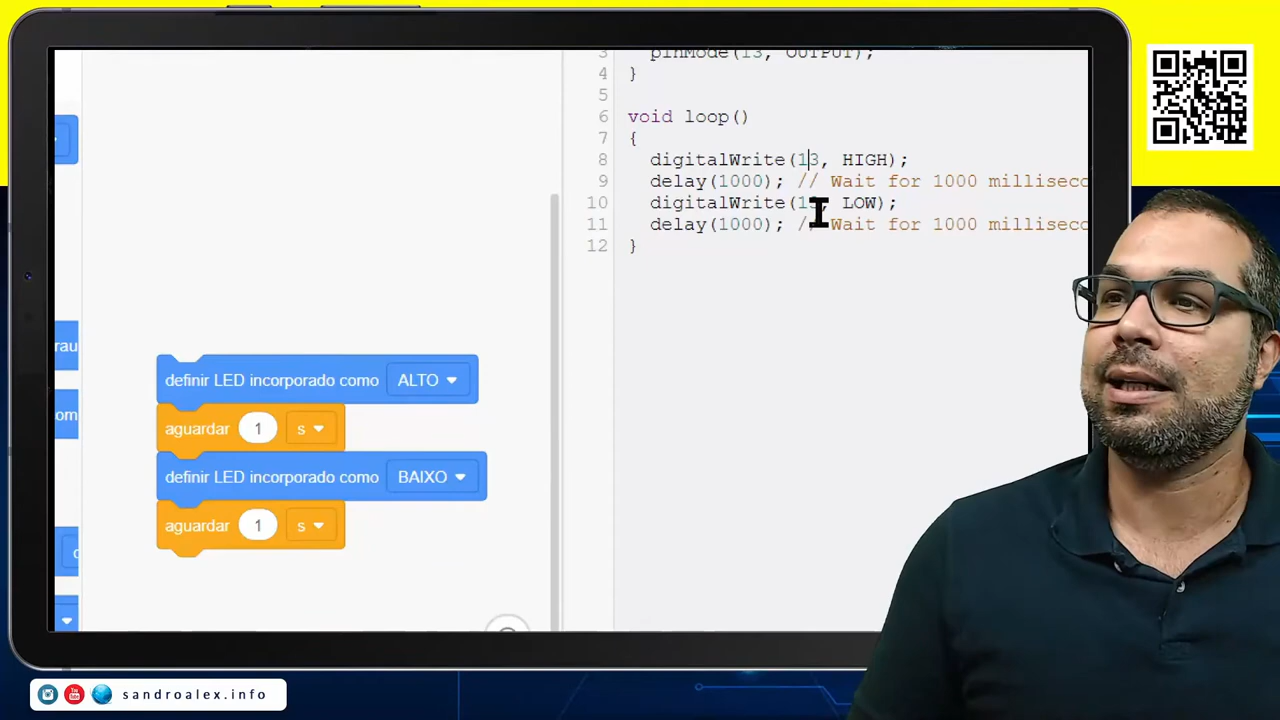 3 pinMode(13, OUTPUT);
4 }
5
6 void loop()
7 {
8 digitalWrite(13, HIGH);
9 delay(1000); // Wait for 1000 milliseco
10 digitalWrite(13, LOW);
11 delay(1000); // Wait for 1000 milliseco
12 }
rau
com
definir LED incorporado como ALTO
aguardar 1 s
definir LED incorporado como BAIXO
aguardar 1 s
sandroalex.info